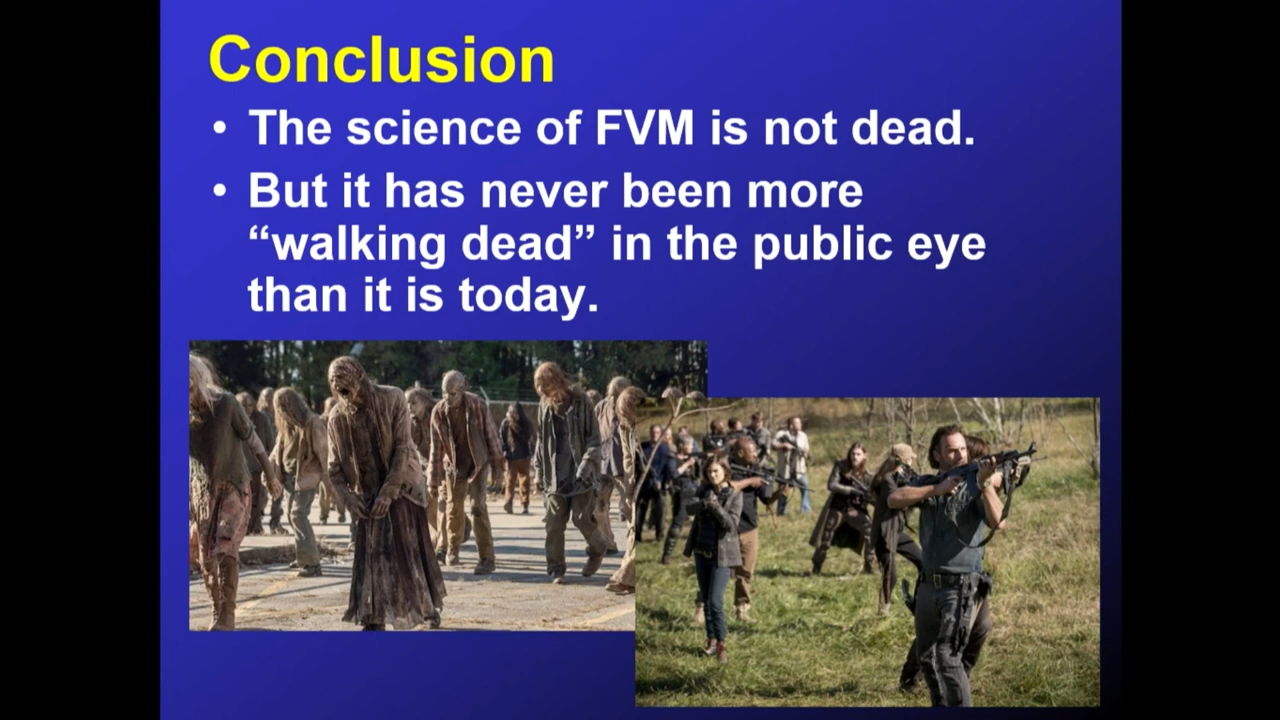 Conclusion
• The science of FVM is not dead.
• But it has never been more
“walking dead” in the public eye
than it is today.